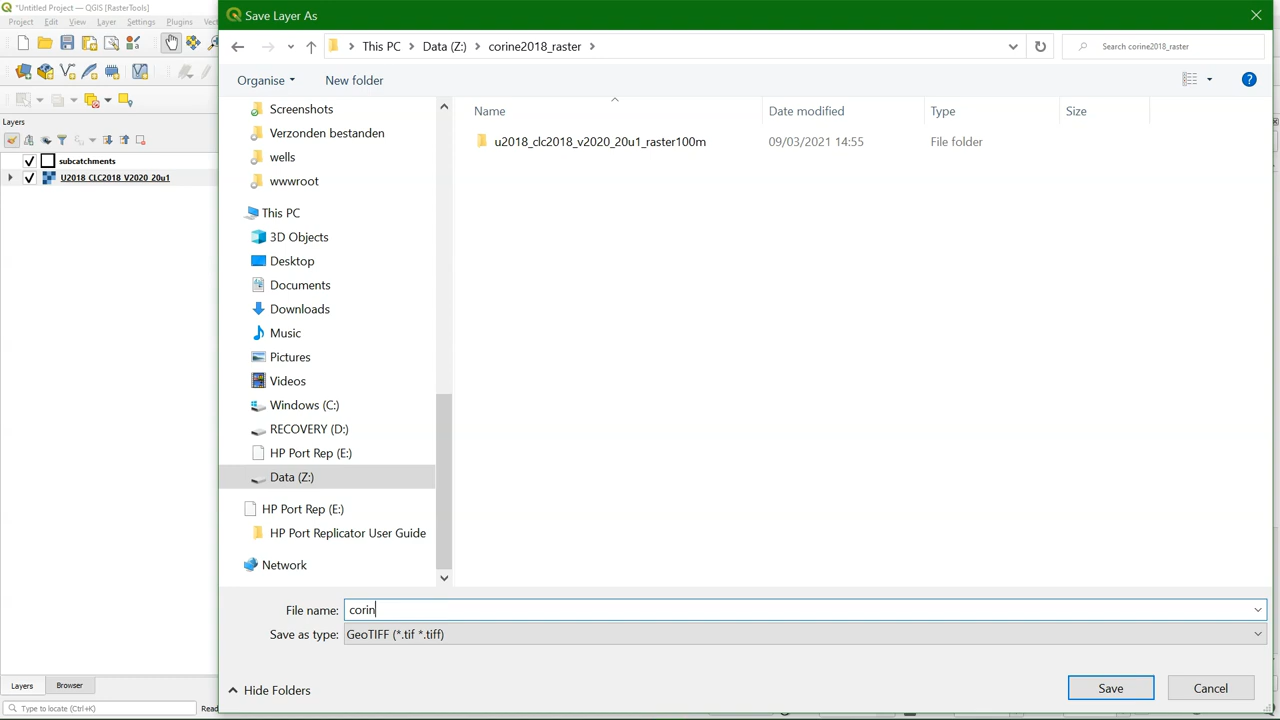 *Untitled Project — QGIS [RasterTools]
Project Edit View Layer Settings Plugins
Layers
subcatchments
U2018_CLC2018_V2020_20u1
Layers Browser
Type to locate (Ctrl+K)
Save Layer As
This PC > Data (Z:) > corine2018_raster >
Search corine2018_raster
Organise New folder
Screenshots
Verzonden bestanden
wells
wwwroot
This PC
3D Objects
Desktop
Documents
Downloads
Music
Pictures
Videos
Windows (C:)
RECOVERY (D:)
HP Port Rep (E:)
Data (Z:)
HP Port Rep (E:)
HP Port Replicator User Guide
Network
Name Date modified Type Size
u2018_clc2018_v2020_20u1_raster100m 09/03/2021 14:55 File folder
File name: corin
Save as type: GeoTIFF (*.tif *.tiff)
Hide Folders
Save Cancel